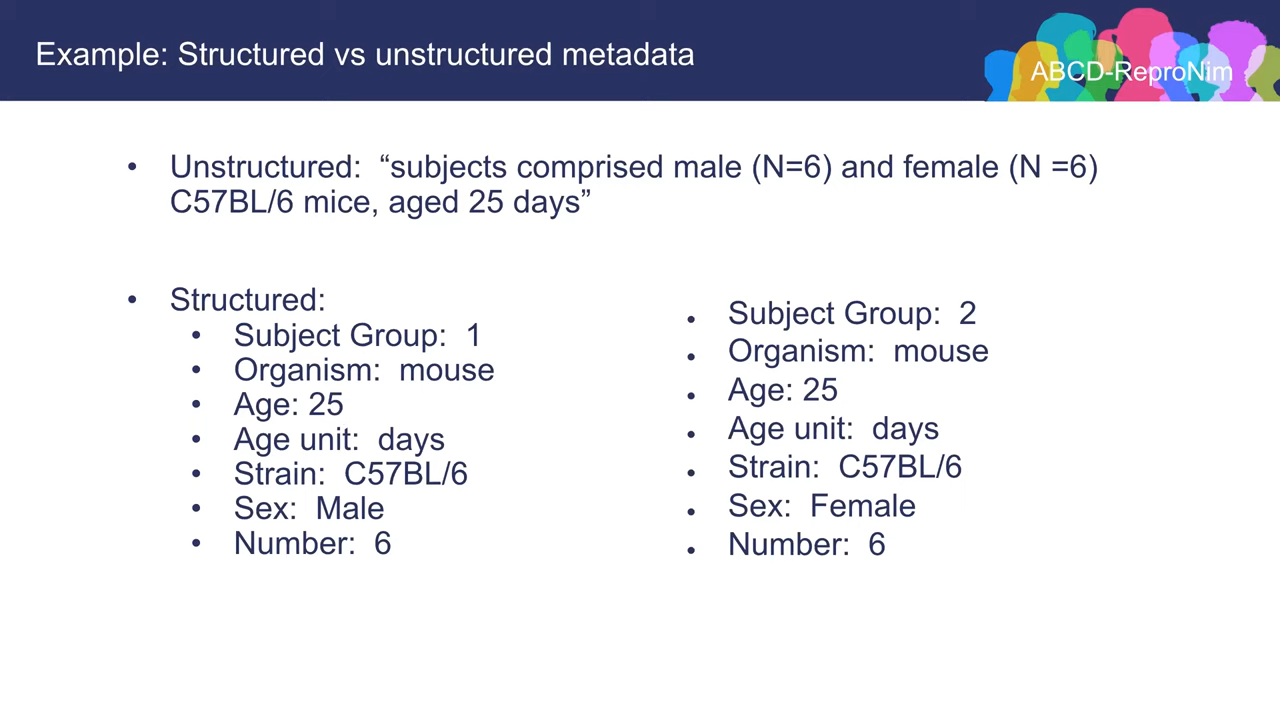 Example: Structured vs unstructured metadata
ABCD-ReproNim
• Unstructured: “subjects comprised male (N=6) and female (N =6)
C57BL/6 mice, aged 25 days”
• Structured:
• Subject Group: 1
• Organism: mouse
• Age: 25
• Age unit: days
• Strain: C57BL/6
• Sex: Male
• Number: 6
• Subject Group: 2
• Organism: mouse
• Age: 25
• Age unit: days
• Strain: C57BL/6
• Sex: Female
• Number: 6